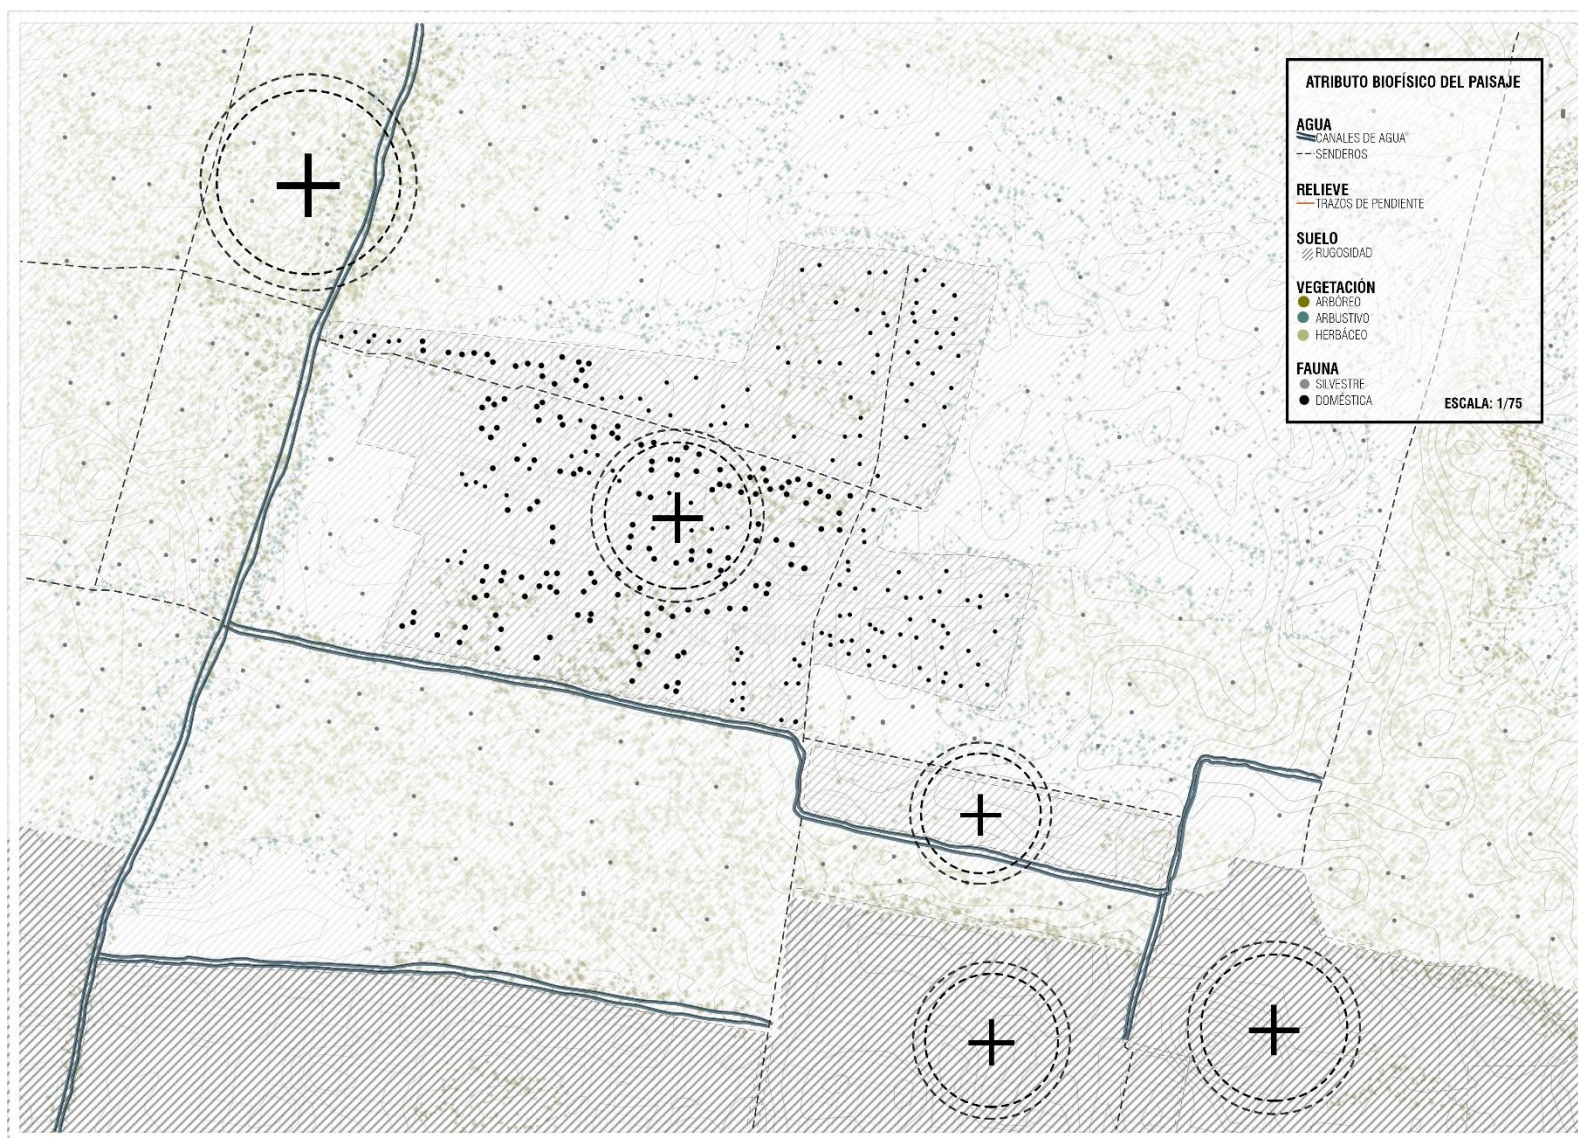 ATRIBUTO BIOFÍSICO DEL PAISAJE
AGUA
CANALES DE AGUA
SENDEROS
RELIEVE
TRAZOS DE PENDIENTE
SUELO
RUGOSIDAD
VEGETACIÓN
ARBÓREO
ARBUSTIVO
HERBÁCEO
FAUNA
SILVESTRE
DOMÉSTICA
ESCALA: 1/75